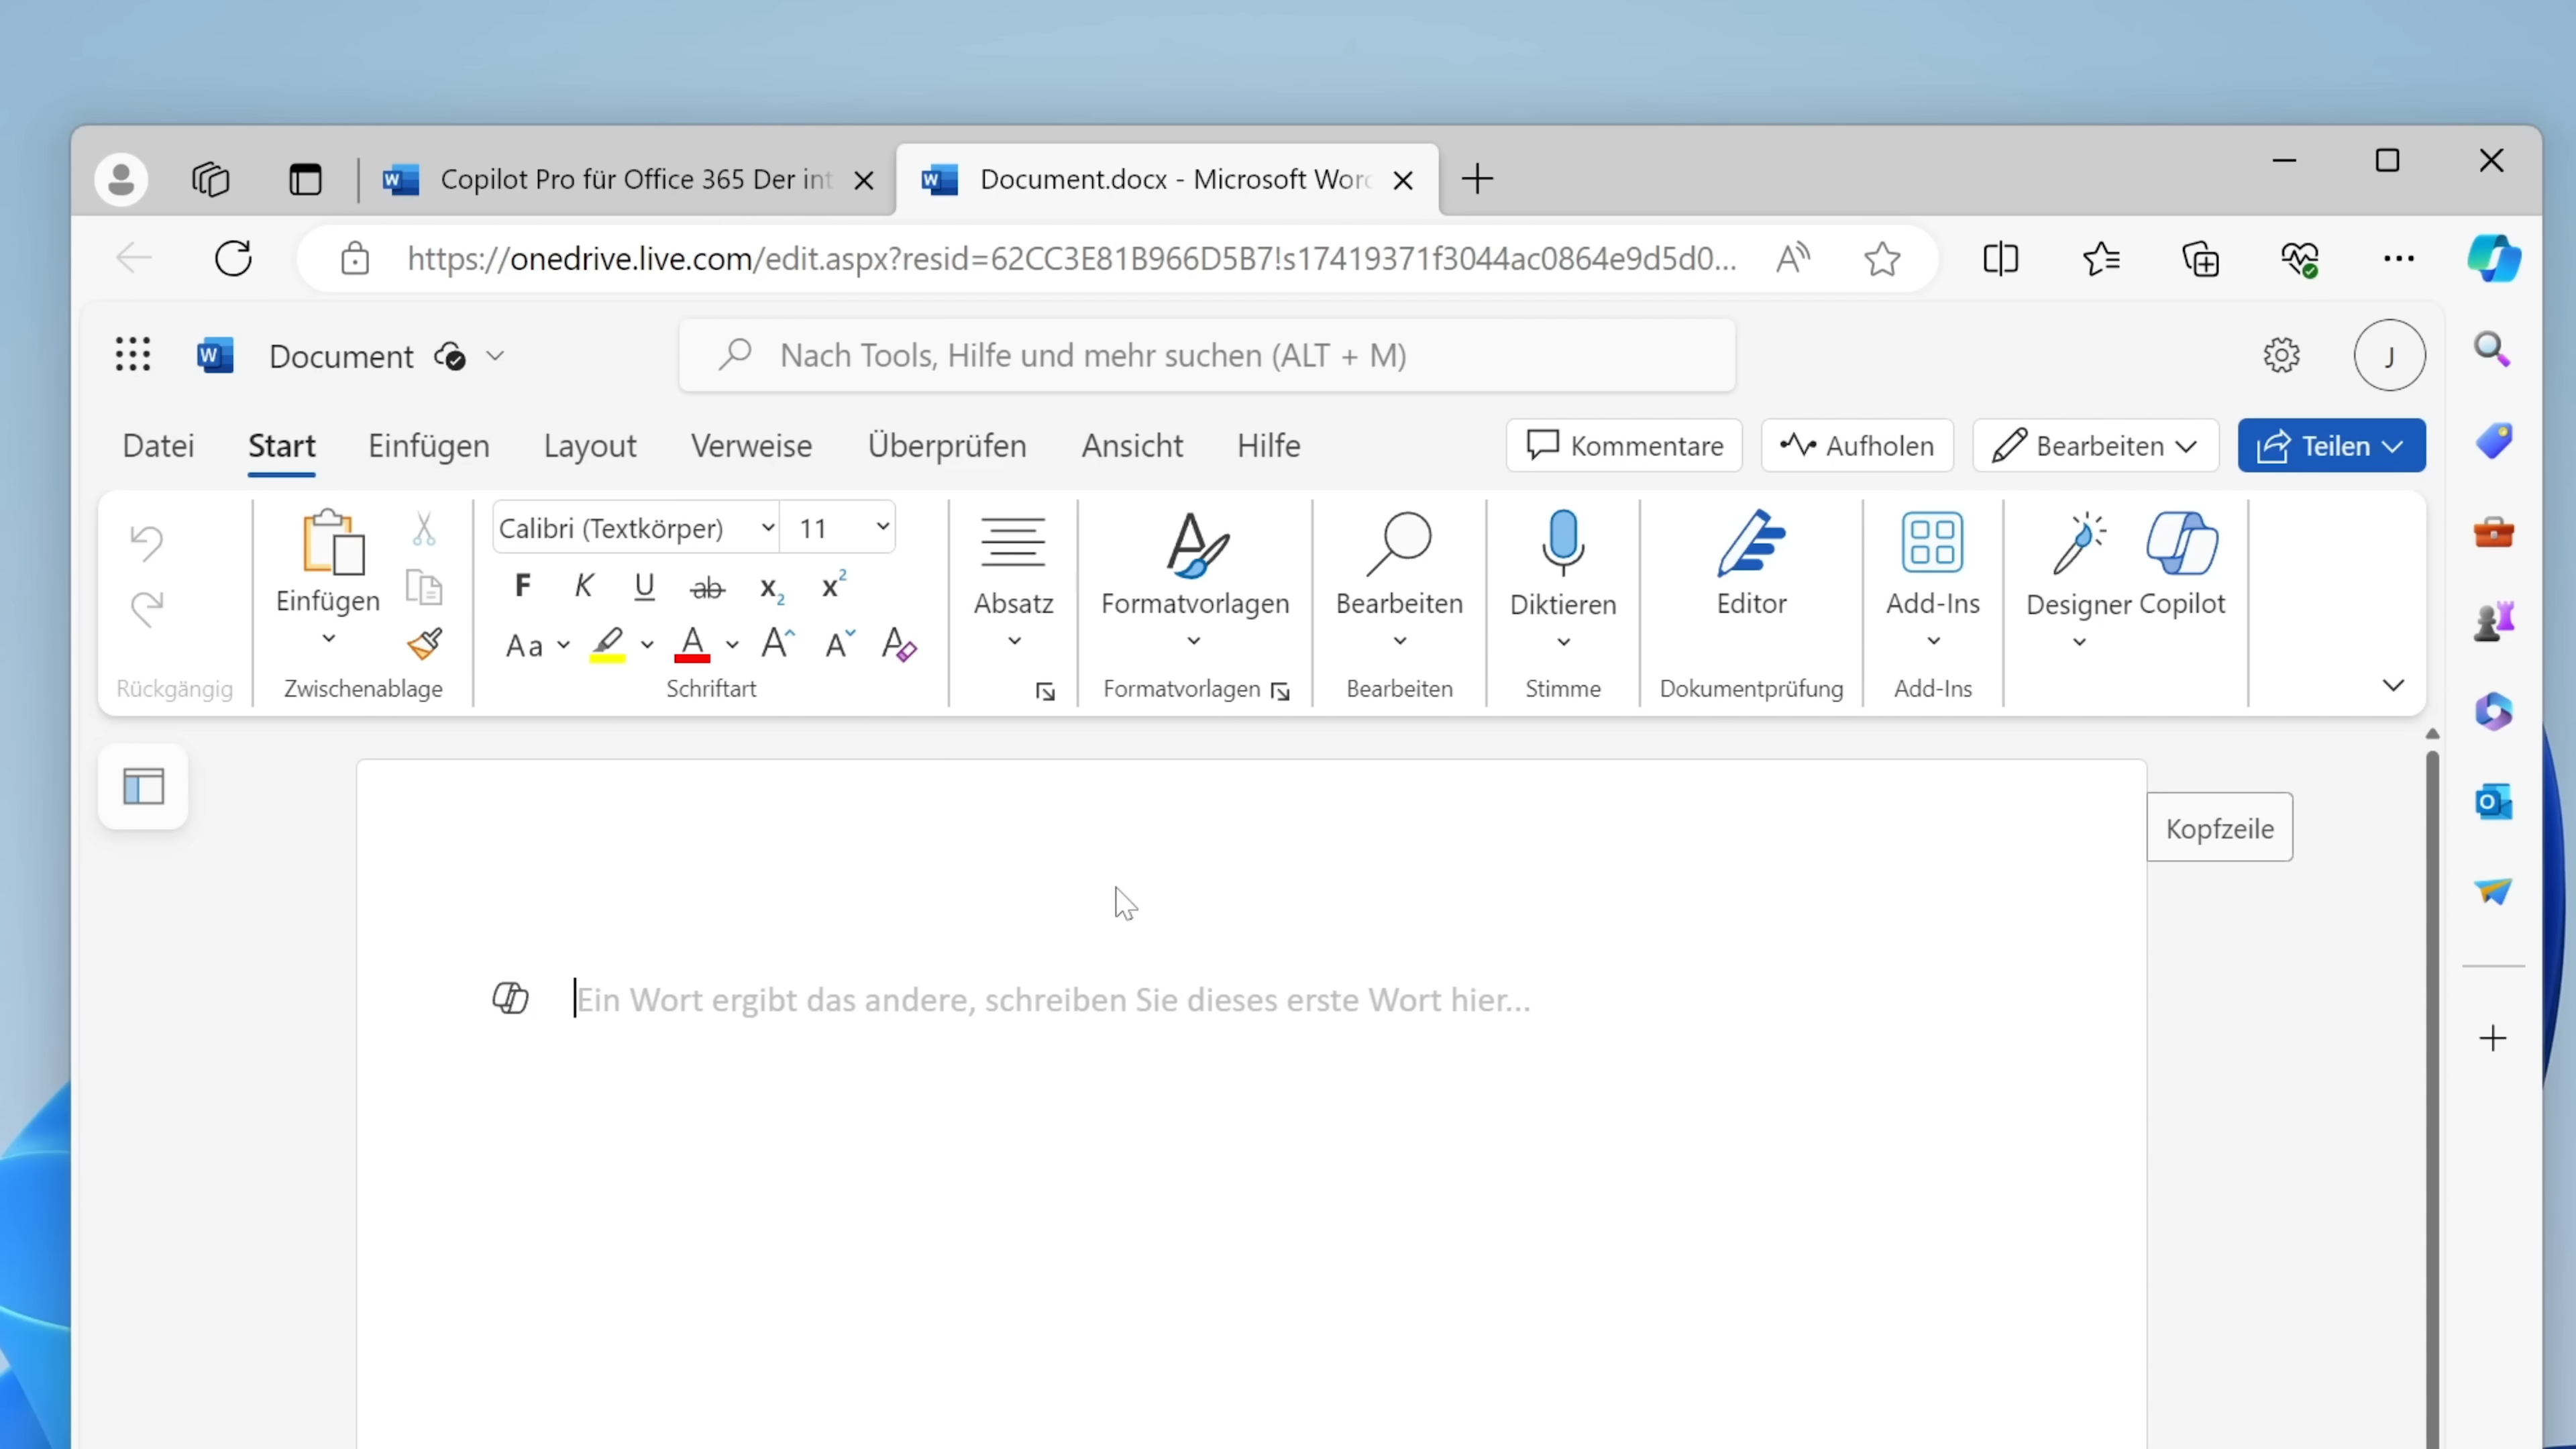 Copilot Pro für Office 365 Der int
Document.docx - Microsoft Word
https://onedrive.live.com/edit.aspx?resid=62CC3E81B966D5B7!s17419371f3044ac0864e9d5d0...
Document
Nach Tools, Hilfe und mehr suchen (ALT + M)
J
Datei Start Einfügen Layout Verweise Überprüfen Ansicht Hilfe Kommentare Aufholen Bearbeiten Teilen
Calibri (Textkörper) 11
F K U ab x2 x2
Einfügen Absatz Formatvorlagen Bearbeiten Diktieren Editor Add-Ins Designer Copilot
Aa A A A A
Rückgängig Zwischenablage Schriftart Formatvorlagen Bearbeiten Stimme Dokumentprüfung Add-Ins
Kopfzeile
Ein Wort ergibt das andere, schreiben Sie dieses erste Wort hier...